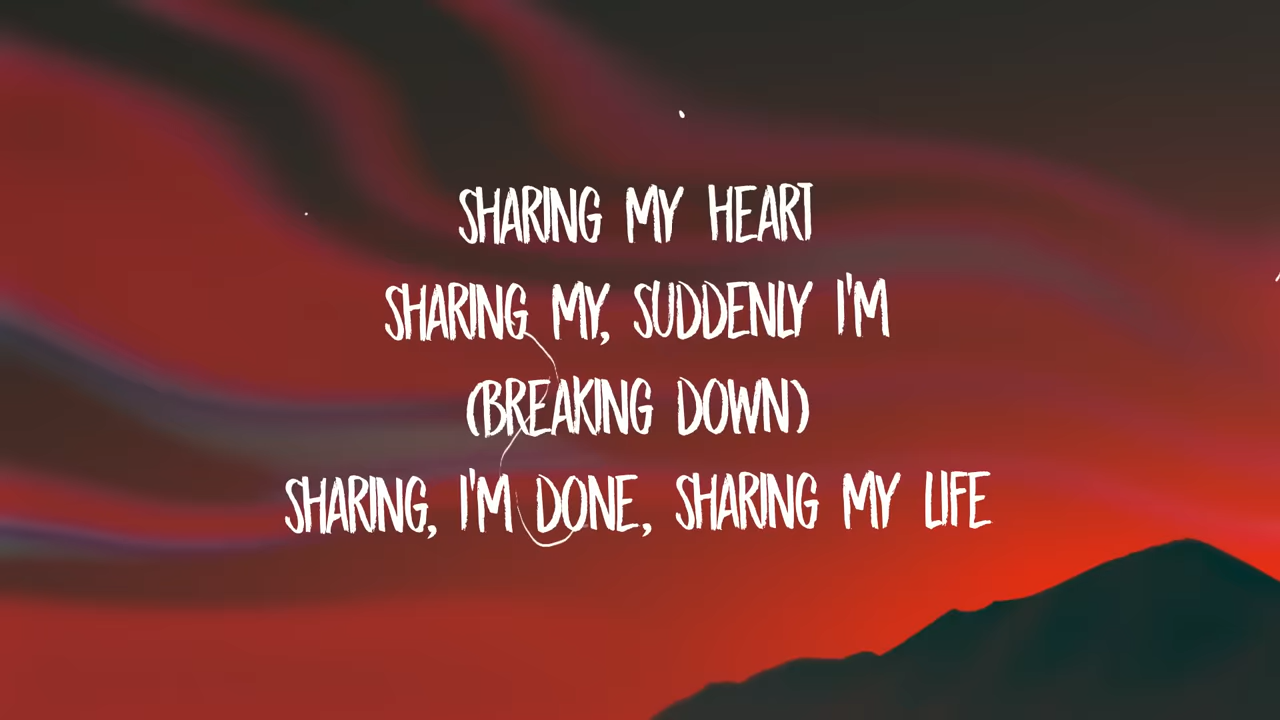 SHARING MY HEART
SHARING MY, SUDDENLY I'M
(BREAKING DOWN)
SHARING, I'M DONE, SHARING MY LIFE